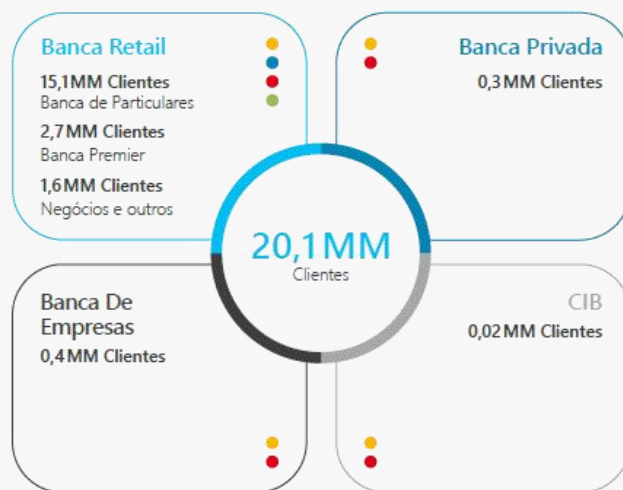 Banca Retail
15,1MM Clientes
Banca de Particulares
2,7MM Clientes
Banca Premier
1,6MM Clientes
Negócios e outros
Banca Privada
0,3MM Clientes
20,1MM
Clientes
Banca De
Empresas
0,4MM Clientes
CIB
0,02MM Clientes